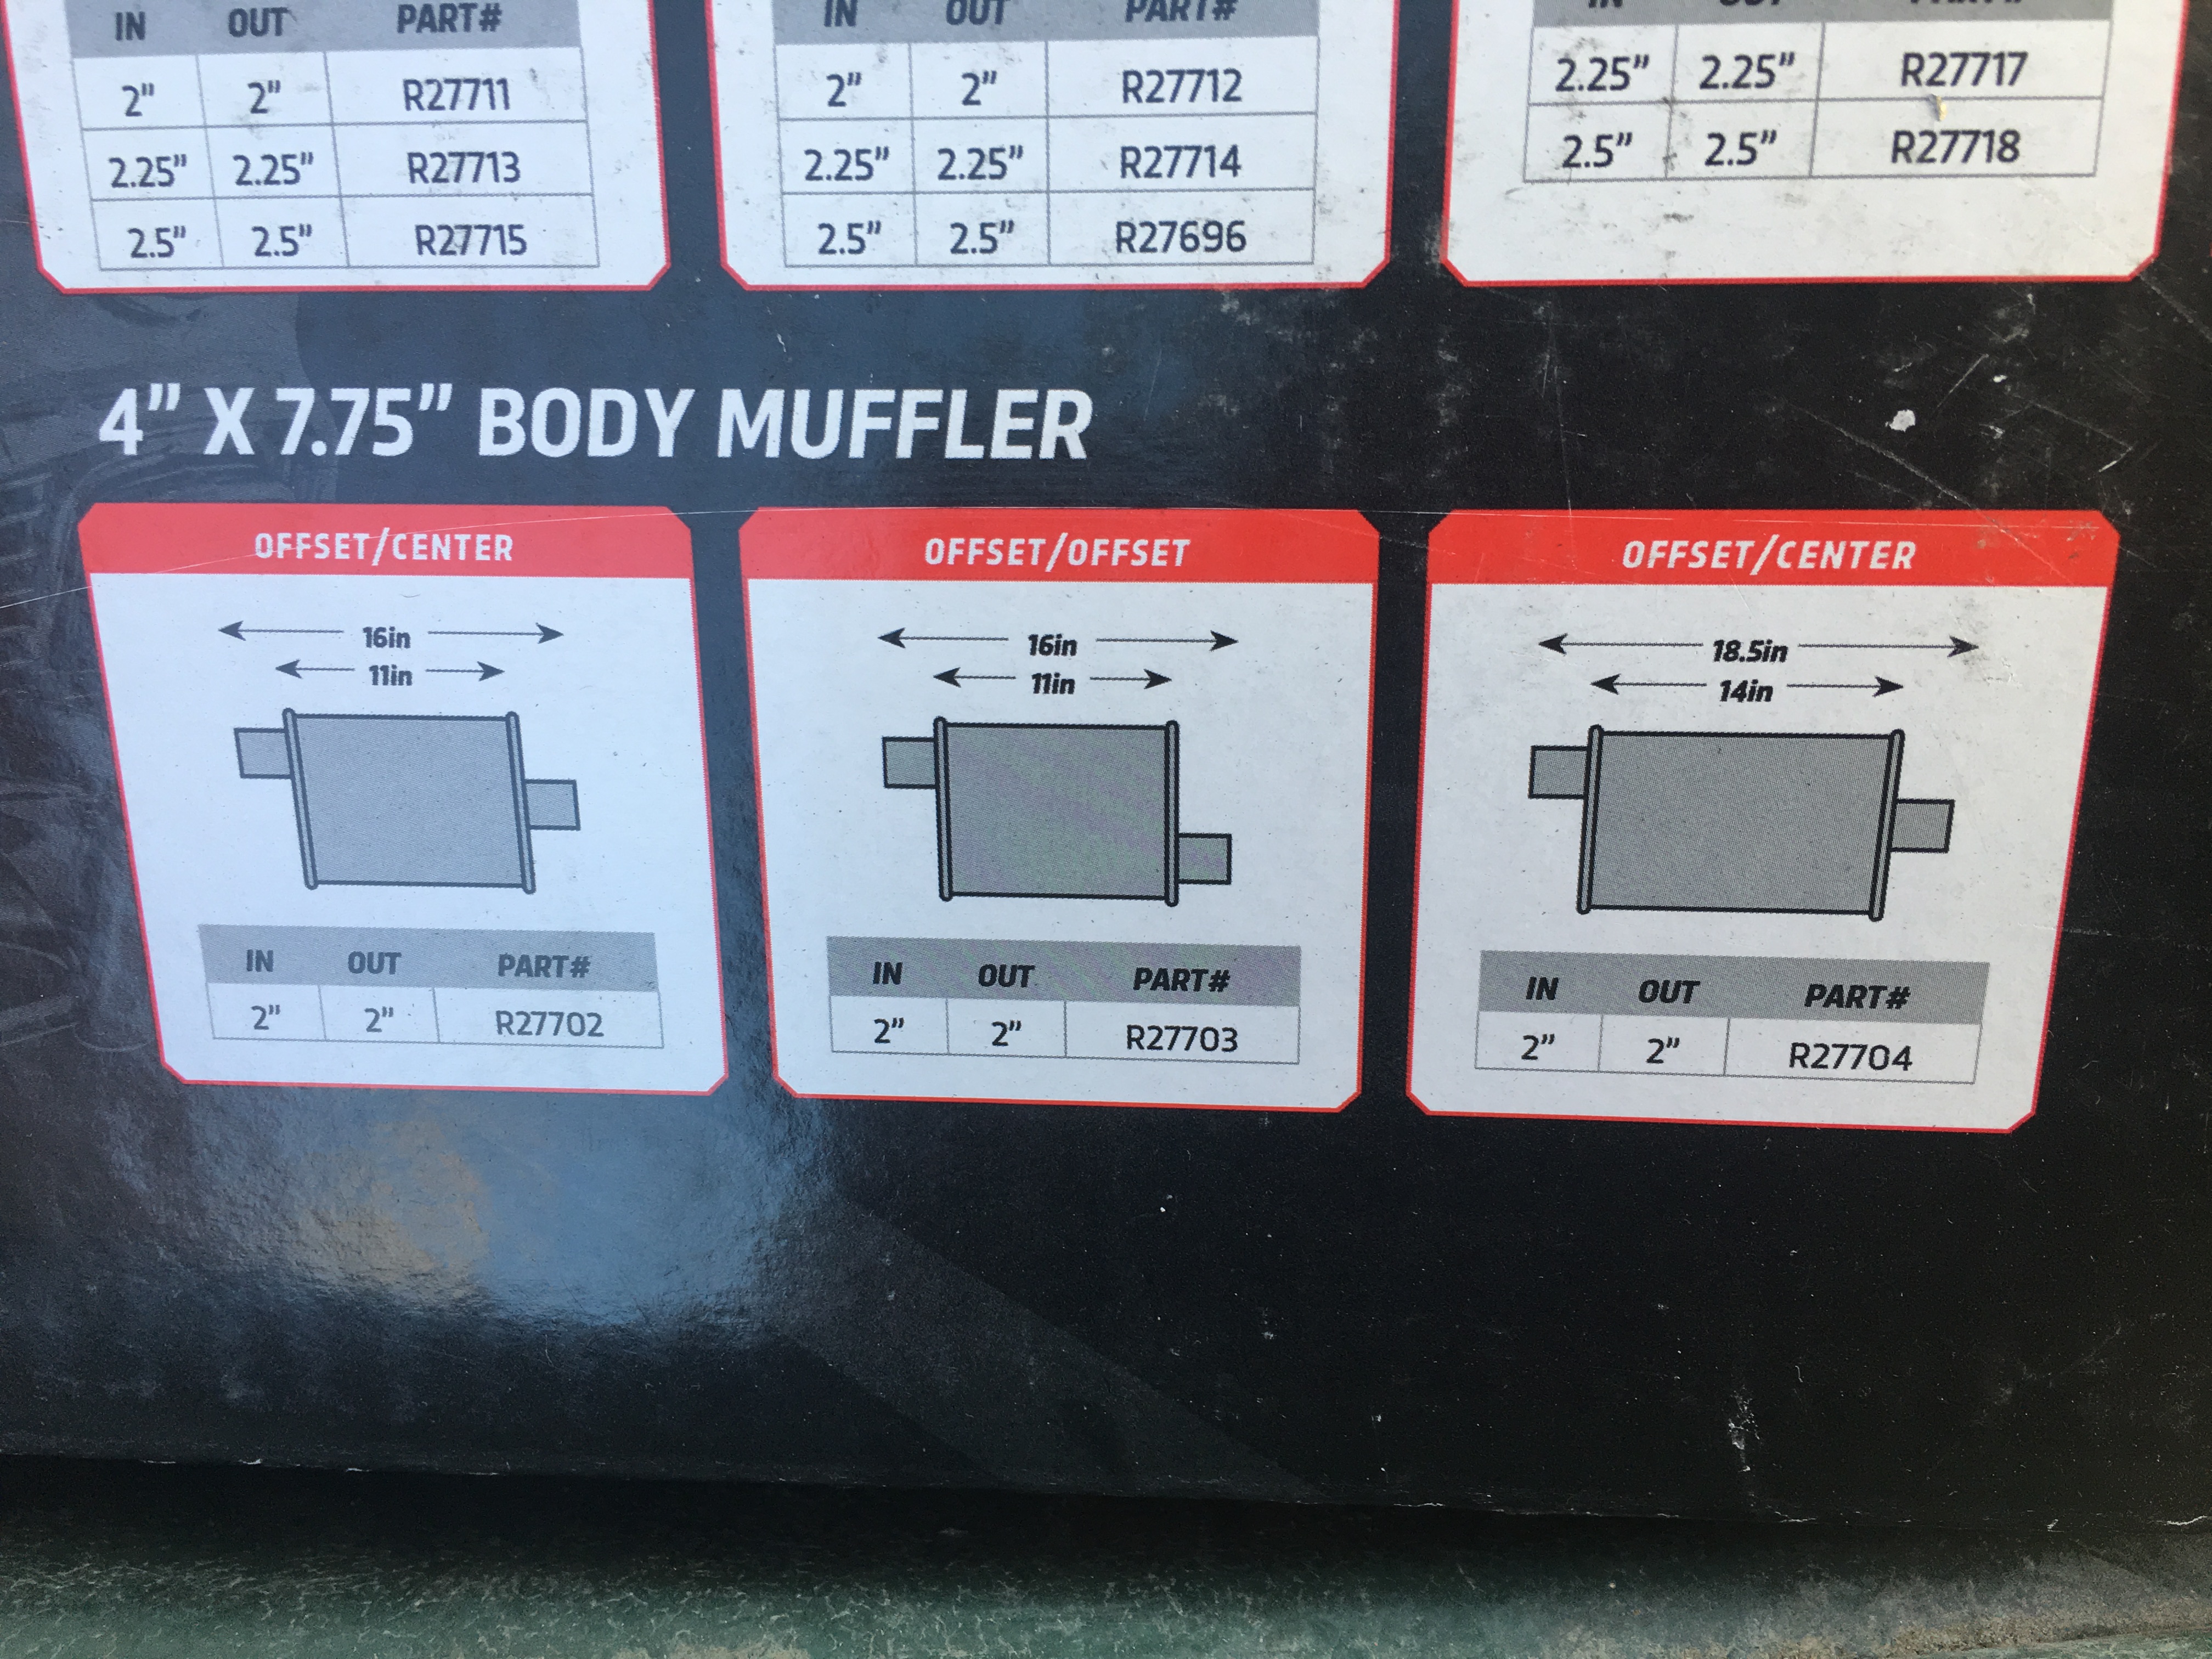 IN OUT PART#
2" 2" R27711
2.25" 2.25" R27713
2.5" 2.5" R27715
IN OUT PART#
2" 2" R27712
2.25" 2.25" R27714
2.5" 2.5" R27696
IN OUT PART#
2.25" 2.25" R27717
2.5" 2.5" R27718
4" X 7.75" BODY MUFFLER
OFFSET/CENTER
16in
11in
IN OUT PART#
2" 2" R27702
OFFSET/OFFSET
16in
11in
IN OUT PART#
2" 2" R27703
OFFSET/CENTER
18.5in
14in
IN OUT PART#
2" 2" R27704